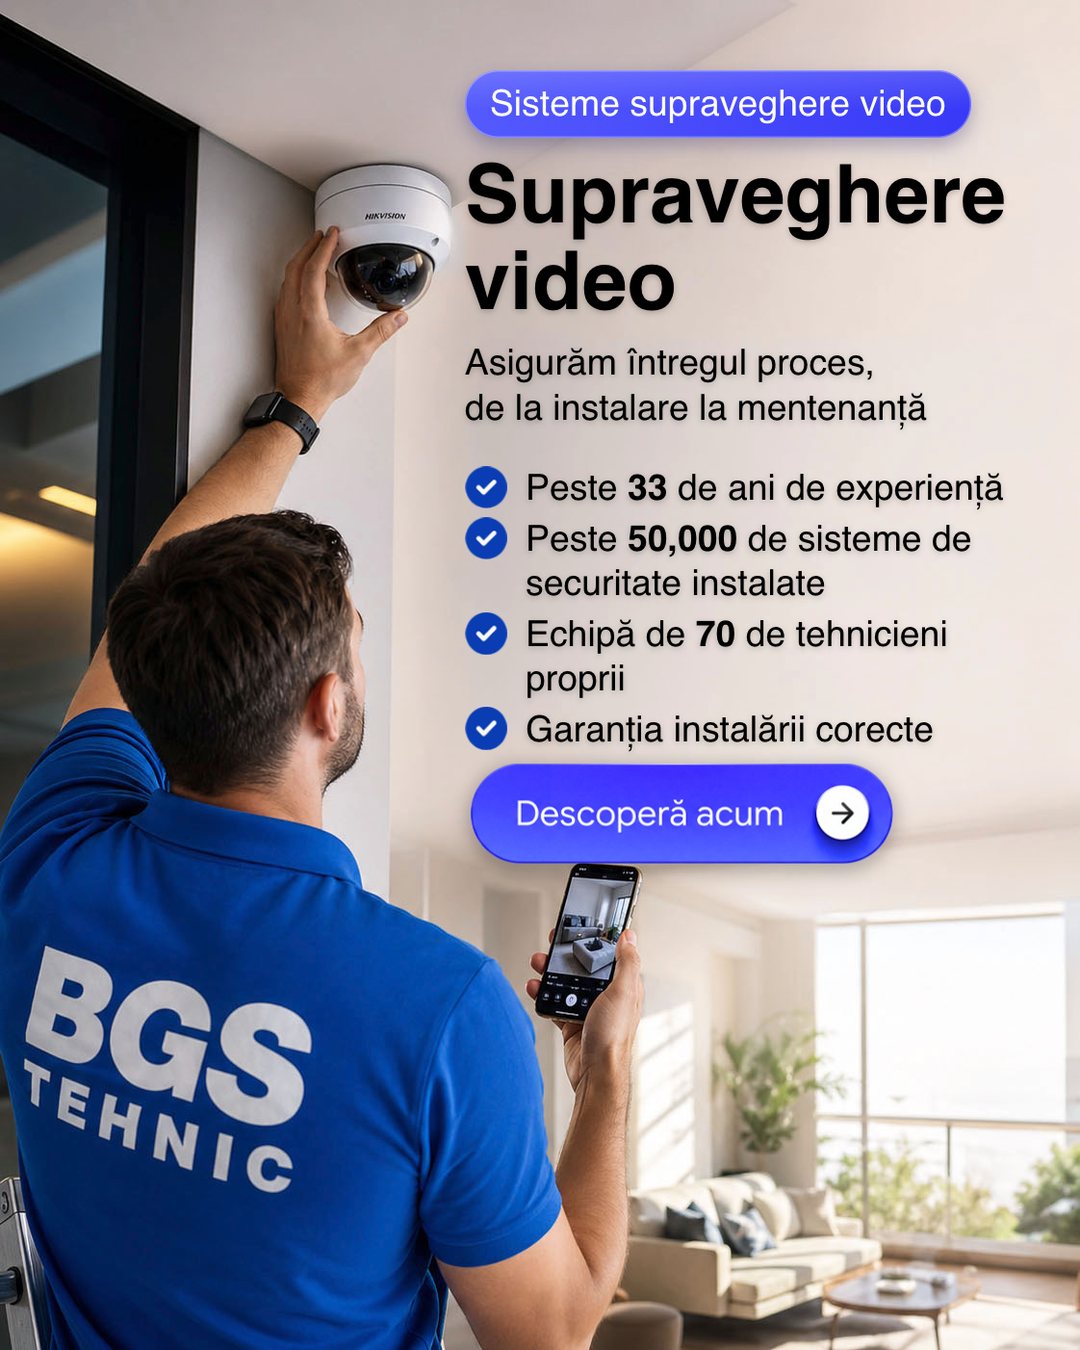 Sisteme supraveghere video
Supraveghere
video
HIKVISION
Asigurăm întregul proces,
de la instalare la mentenanță
Peste 33 de ani de experiență
Peste 50,000 de sisteme de
securitate instalate
Echipă de 70 de tehnicieni
proprii
Garanția instalării corecte
Descoperă acum
BGS
TEHNIC